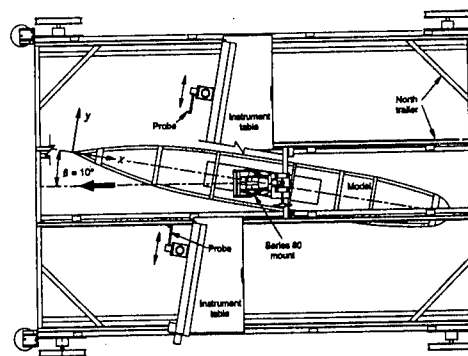 North
trailer
Instrument
table
Probe
y
x
β = 10°
Model
Series 60
mount
Probe
Instrument
table